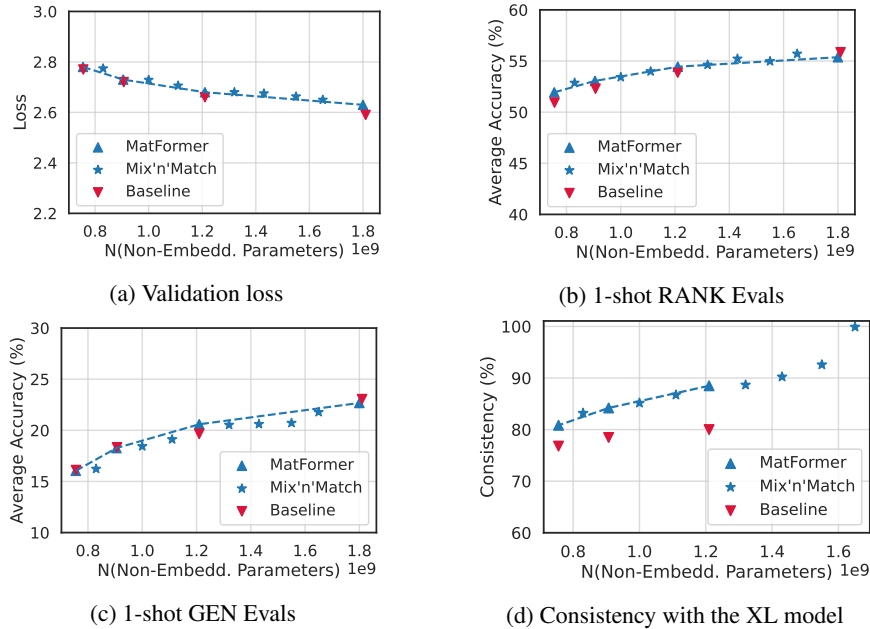 3.0
2.8
2.6
2.4
2.2
Loss
MatFormer
Mix'n'Match
Baseline
0.8 1.0 1.2 1.4 1.6 1.8
N(Non-Embedd. Parameters) 1e9
(a) Validation loss
60
55
50
45
40
Average Accuracy (%)
MatFormer
Mix'n'Match
Baseline
0.8 1.0 1.2 1.4 1.6 1.8
N(Non-Embedd. Parameters) 1e9
(b) 1-shot RANK Evals
30
25
20
15
10
Average Accuracy (%)
MatFormer
Mix'n'Match
Baseline
0.8 1.0 1.2 1.4 1.6 1.8
N(Non-Embedd. Parameters) 1e9
(c) 1-shot GEN Evals
100
90
80
70
60
Consistency (%)
MatFormer
Mix'n'Match
Baseline
0.8 1.0 1.2 1.4 1.6
N(Non-Embedd. Parameters) 1e9
(d) Consistency with the XL model